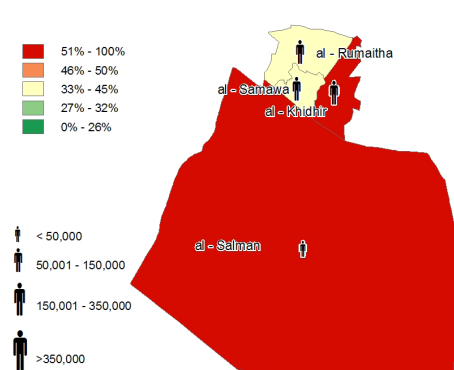 51% - 100%
46% - 50%
33% - 45%
27% - 32%
0% - 26%
al - Rumaitha
al - Samawa
al - Khidhir
al - Salman
< 50,000
50,001 - 150,000
150,001 - 350,000
>350,000